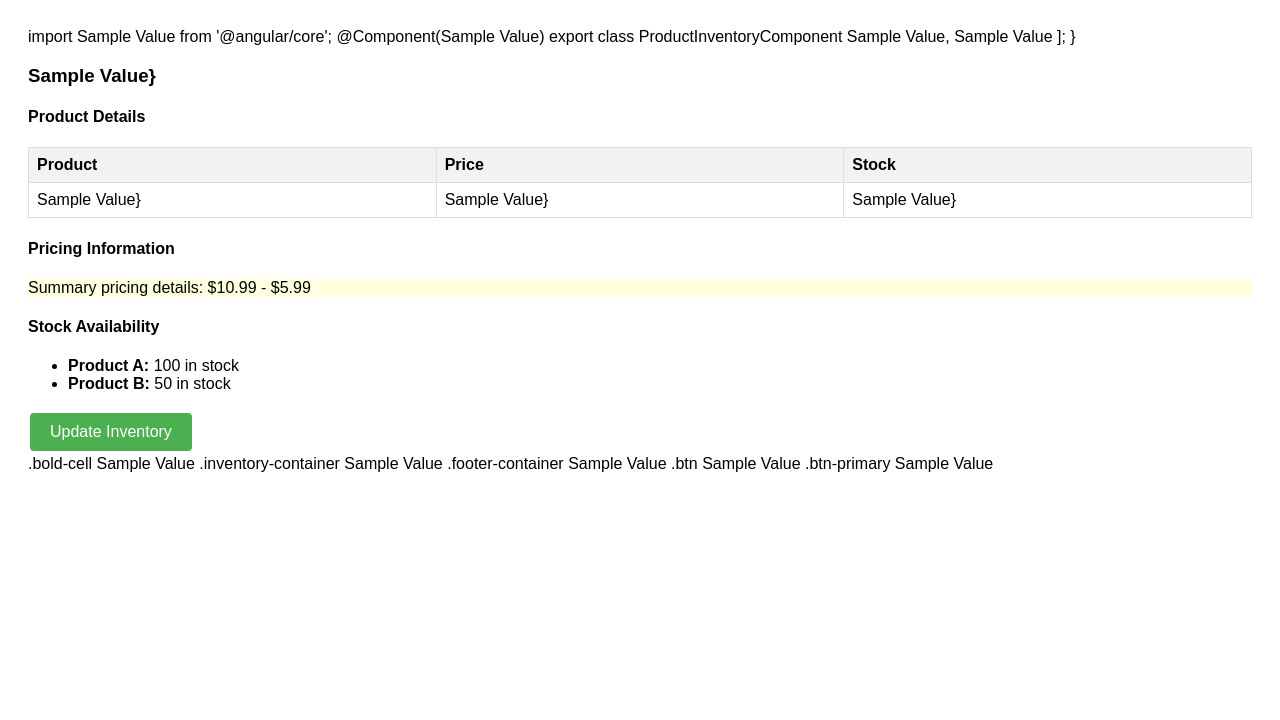 import Sample Value from '@angular/core'; @Component(Sample Value) export class ProductInventoryComponent Sample Value, Sample Value ]; }
Sample Value}
Product Details
Product Price Stock
Sample Value} Sample Value} Sample Value}
Pricing Information
Summary pricing details: $10.99 - $5.99
Stock Availability
• Product A: 100 in stock
• Product B: 50 in stock
Update Inventory
.bold-cell Sample Value .inventory-container Sample Value .footer-container Sample Value .btn Sample Value .btn-primary Sample Value